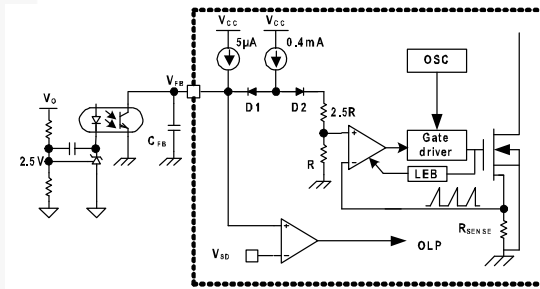 Vcc Vcc
5µA 0.4mA
OSC
VFB
Vo
D1 D2
2.5R
CFB
Gate driver
2.5 V
R
LEB
RSENSE
VSD
OLP
+
-
+
-